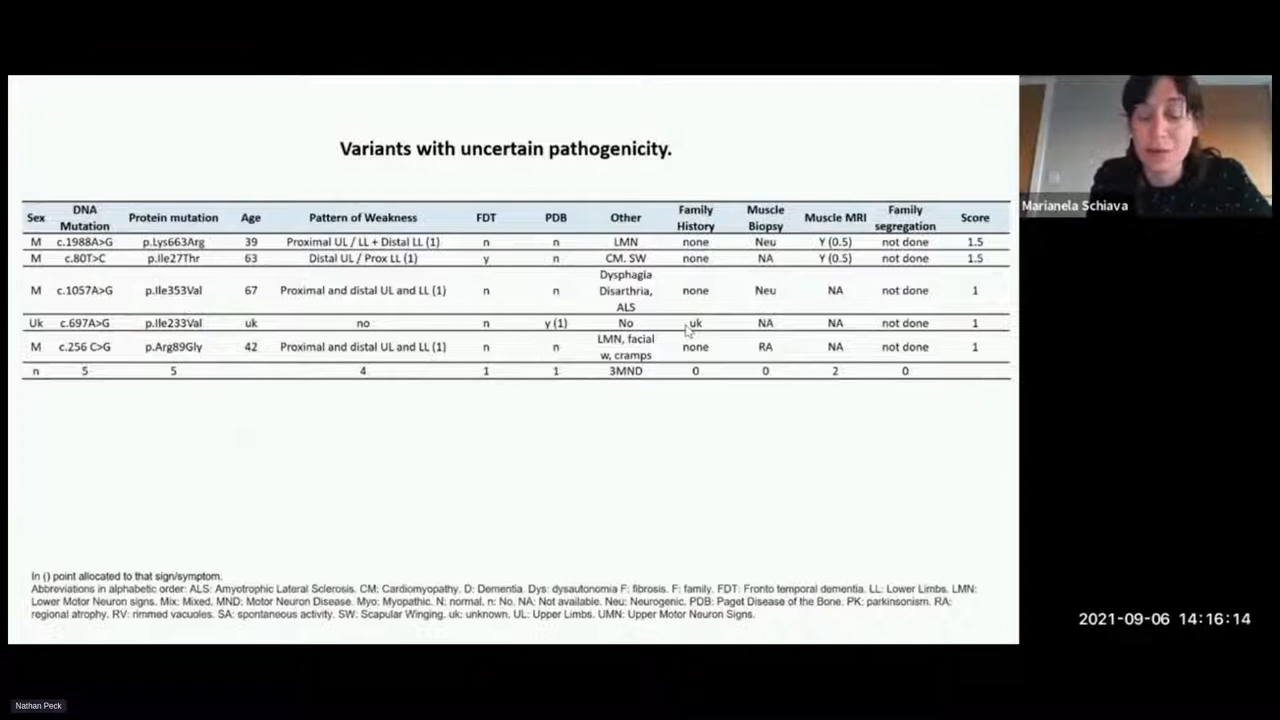 Variants with uncertain pathogenicity.
Sex DNA Mutation Protein mutation Age Pattern of Weakness FDT PDB Other Family History Muscle Biopsy Muscle MRI Family segregation Score
M c.1988A>G p.Lys663Arg 39 Proximal UL / LL + Distal LL (1) n n LMN none Neu Y (0.5) not done 1.5
M c.80T>C p.Ile27Thr 63 Distal UL / Prox LL (1) y n CM. SW none NA Y (0.5) not done 1.5
M c.1057A>G p.Ile353Val 67 Proximal and distal UL and LL (1) n n Dysphagia Disarthria, ALS none Neu NA not done 1
Uk c.697A>G p.Ile233Val uk no n y (1) No uk NA NA not done 1
M c.256 C>G p.Arg89Gly 42 Proximal and distal UL and LL (1) n n LMN, facial w, cramps none RA NA not done 1
n 5 5 4 1 1 3MND 0 0 2 0
In () point allocated to that sign/symptom.
Abbreviations in alphabetic order: ALS: Amyotrophic Lateral Sclerosis. CM: Cardiomyopathy. D: Dementia. Dys: dysautonomia F: fibrosis. F: family. FDT: Fronto temporal dementia. LL: Lower Limbs. LMN:
Lower Motor Neuron signs. Mix: Mixed. MND: Motor Neuron Disease. Myo: Myopathic. N: normal. n: No. NA: Not available. Neu: Neurogenic. PDB: Paget Disease of the Bone. PK: parkinsonism. RA:
regional atrophy. RV: rimmed vacuoles. SA: spontaneous activity. SW: Scapular Winging. uk: unknown. UL: Upper Limbs. UMN: Upper Motor Neuron Signs.
Marianela Schiava
2021-09-06 14:16:14
Nathan Peck